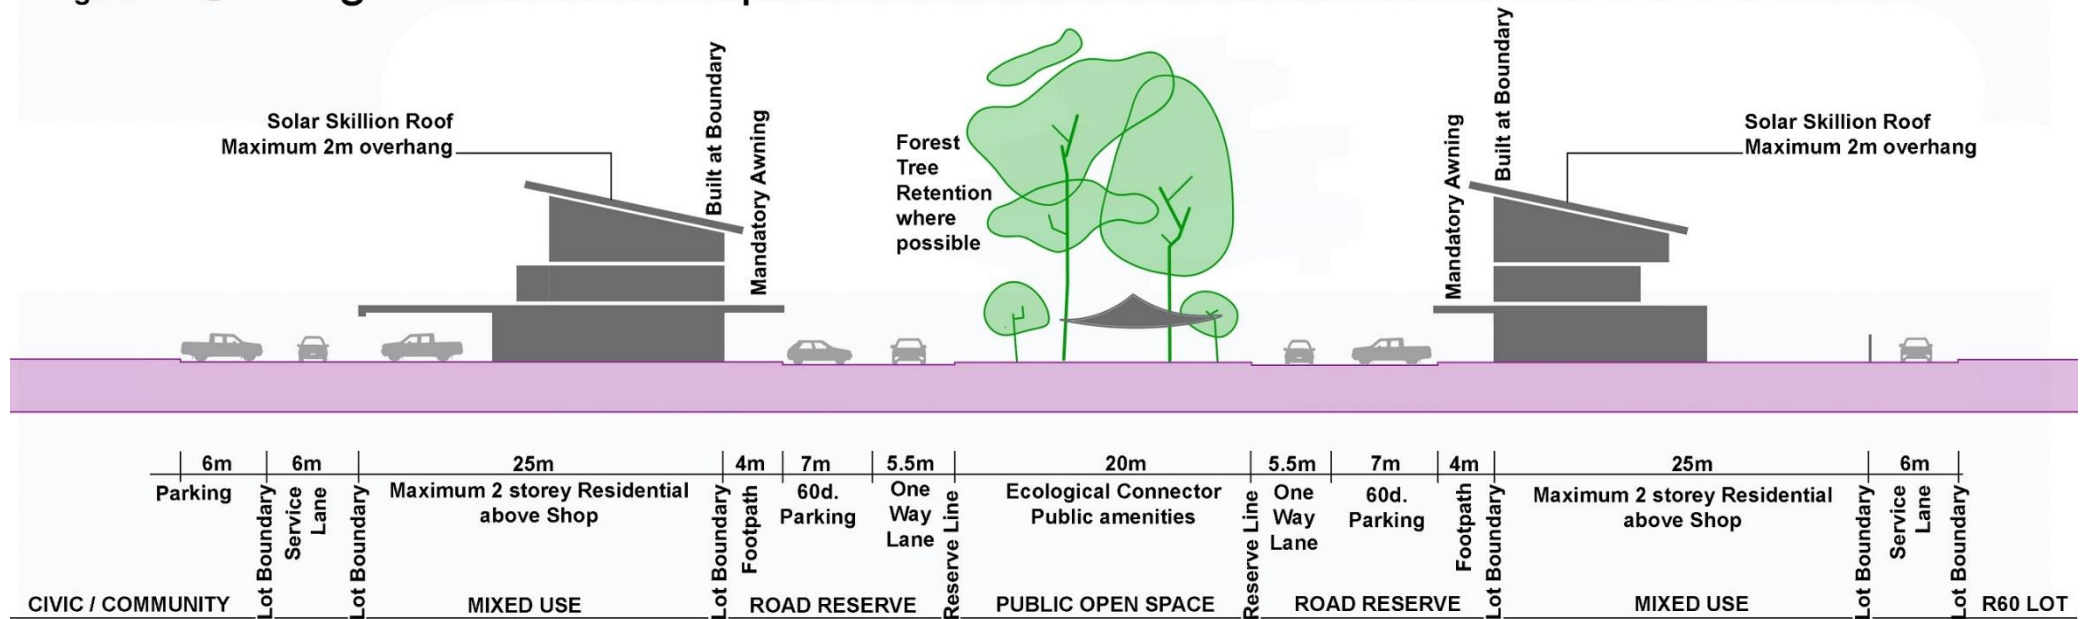 Built at Boundary
Mandatory Awning
Solar Skillion Roof
Maximum 2m overhang
Forest
Tree
Retention
where
possible
Mandatory Awning
Built at Boundary
Solar Skillion Roof
Maximum 2m overhang
6m 6m 25m 4m 7m 5.5m 20m 5.5m 7m 4m 25m 6m
Parking
Lot Boundary
Service
Lane
Lot Boundary
Maximum 2 storey Residential
above Shop
Lot Boundary
Footpath
60d.
Parking
One
Way
Lane
Reserve Line
Ecological Connector
Public amenities
Reserve Line
One
Way
Lane
60d.
Parking
Footpath
Lot Boundary
Maximum 2 storey Residential
above Shop
Lot Boundary
Service
Lane
Lot Boundary
CIVIC / COMMUNITY MIXED USE ROAD RESERVE PUBLIC OPEN SPACE ROAD RESERVE MIXED USE R60 LOT